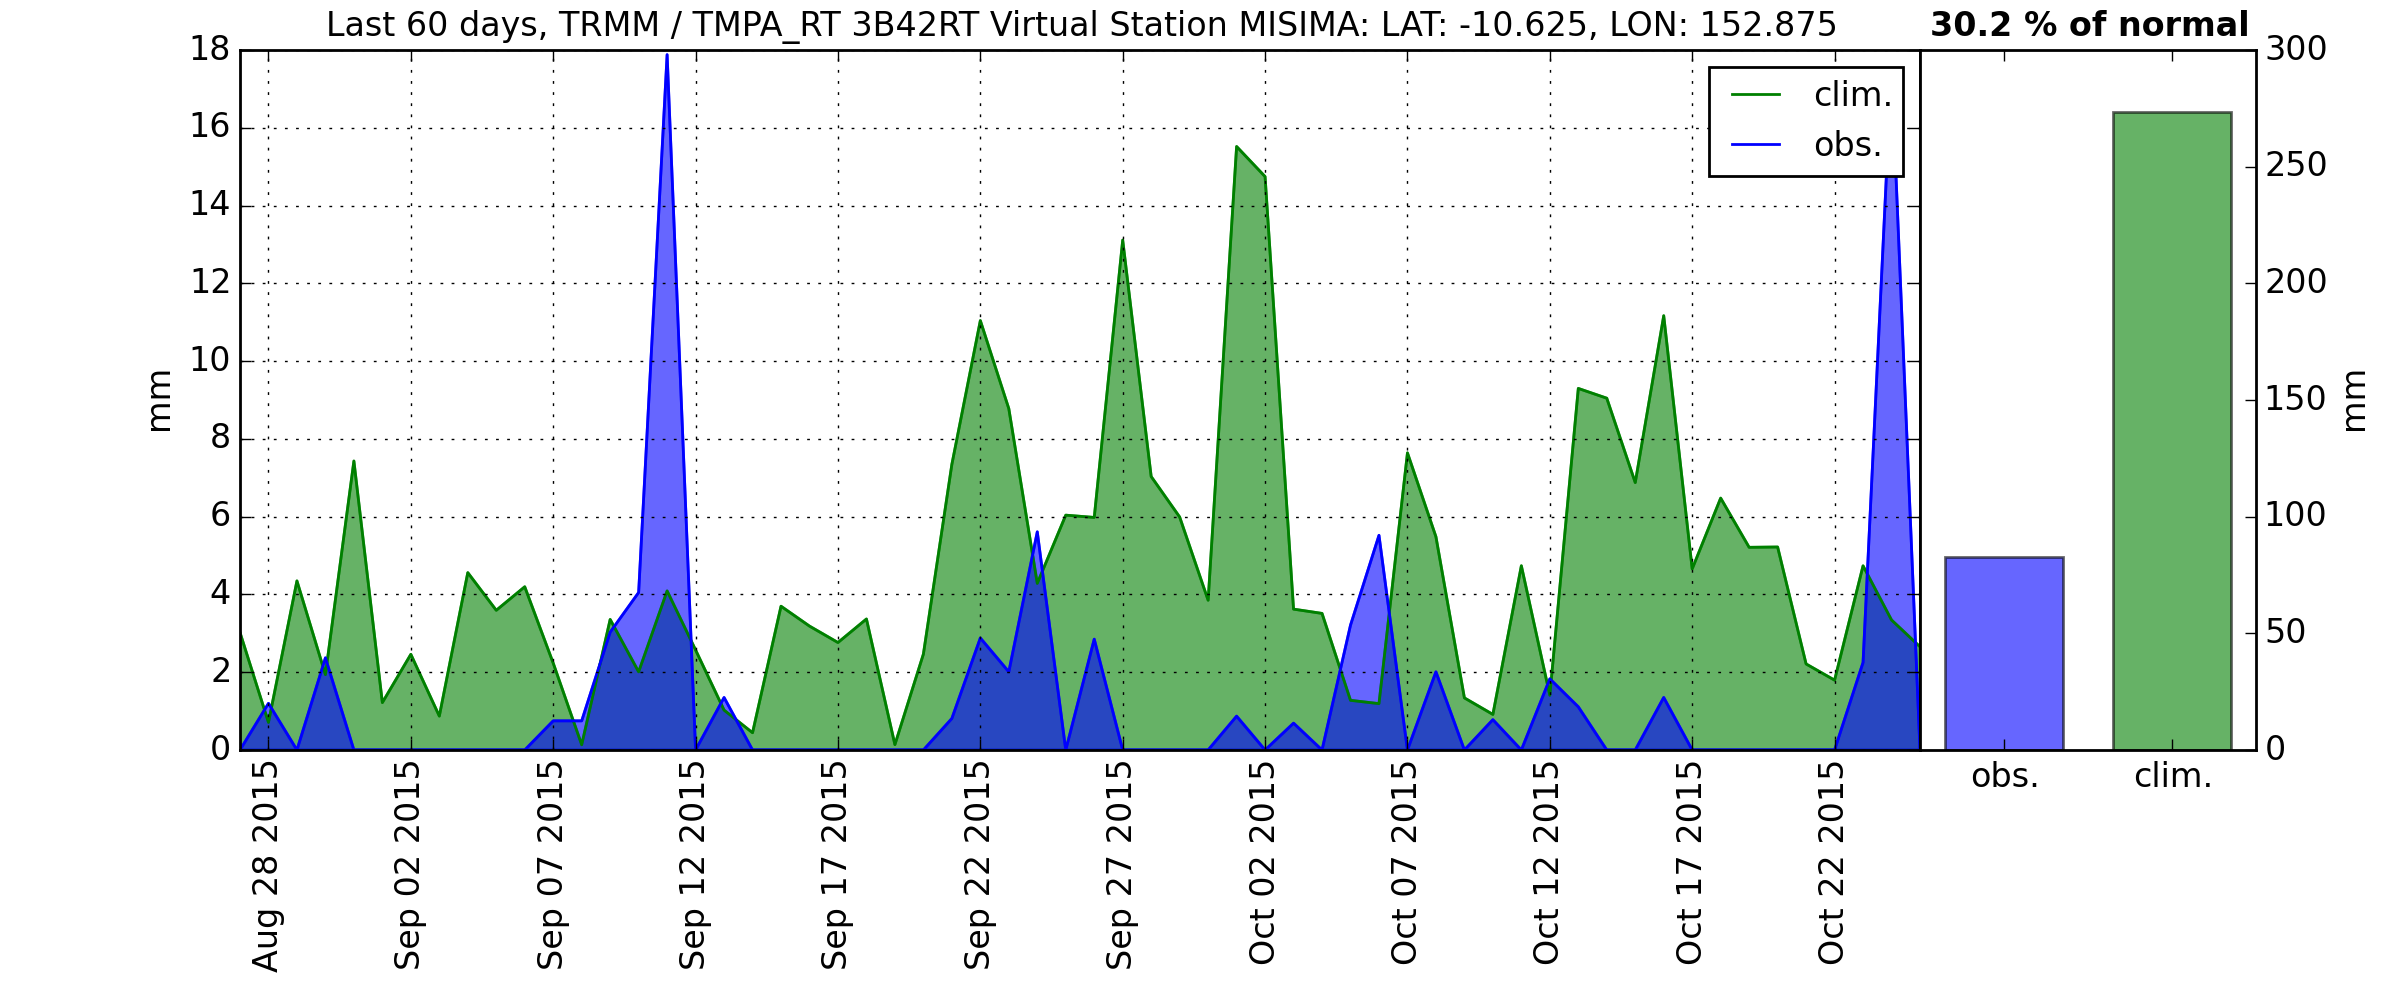 Last 60 days, TRMM / TMPA_RT 3B42RT Virtual Station MISIMA: LAT: -10.625, LON: 152.875
30.2 % of normal
18
16
14
12
10
8
6
4
2
0
mm
clim.
obs.
300
250
200
150
100
50
0
mm
Aug 28 2015
Sep 02 2015
Sep 07 2015
Sep 12 2015
Sep 17 2015
Sep 22 2015
Sep 27 2015
Oct 02 2015
Oct 07 2015
Oct 12 2015
Oct 17 2015
Oct 22 2015
obs.
clim.